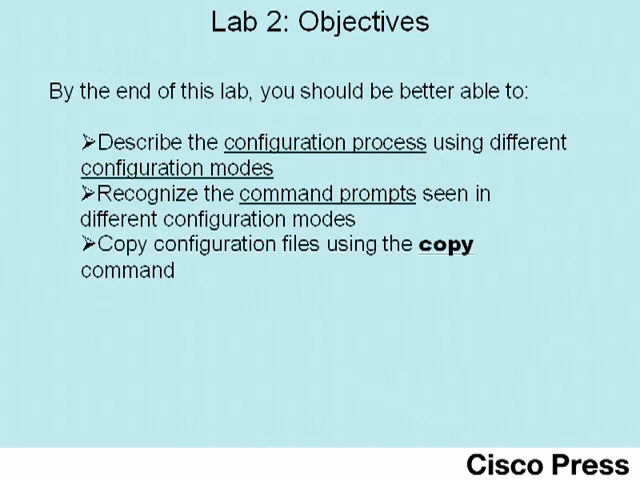 Lab 2: Objectives
By the end of this lab, you should be better able to:
➢Describe the configuration process using different
configuration modes
➢Recognize the command prompts seen in
different configuration modes
➢Copy configuration files using the copy
command
Cisco Press